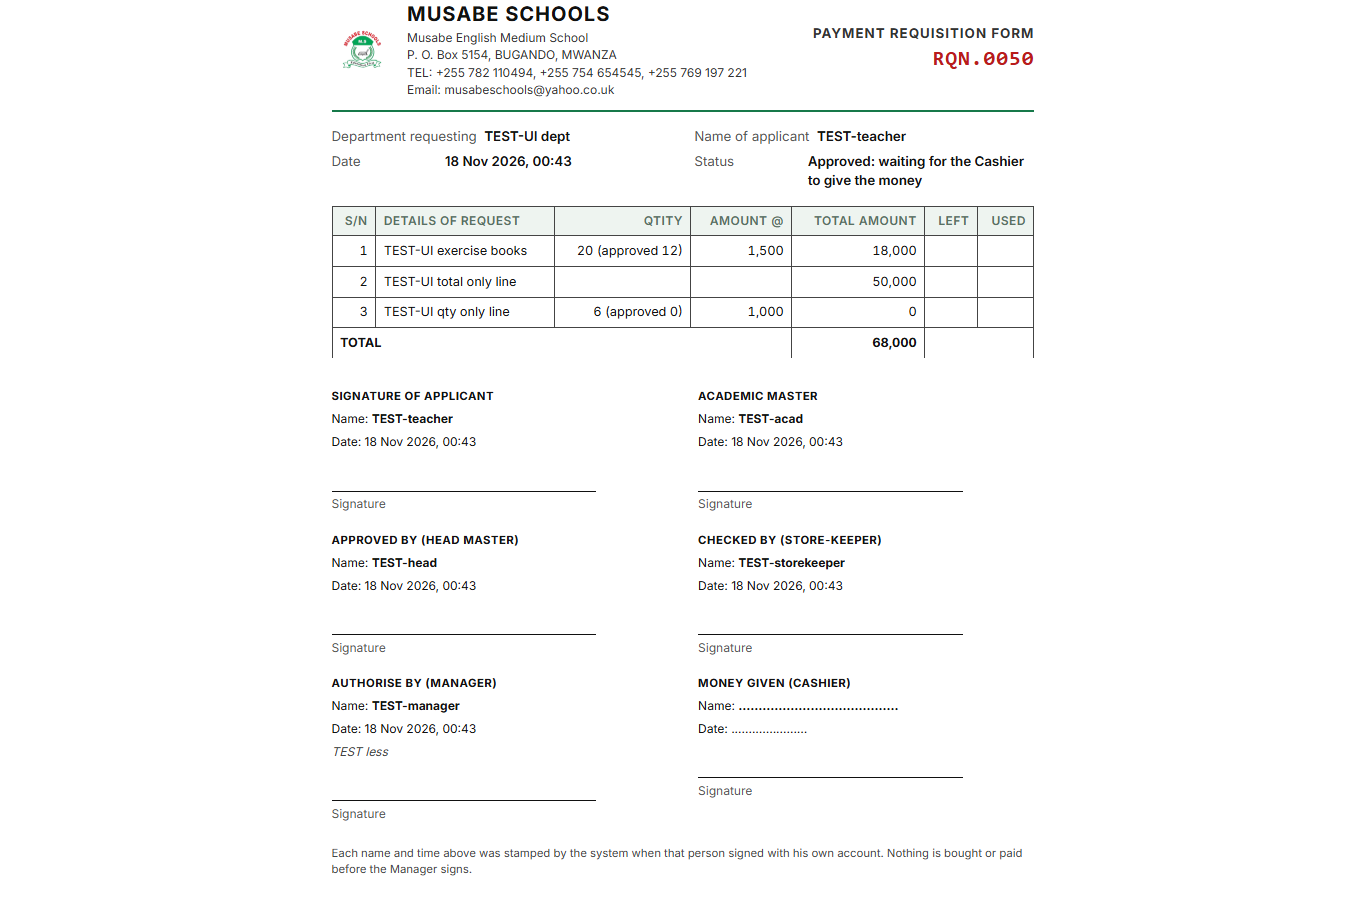 MUSABE SCHOOLS
MUSABE SCHOOLS
Musabe English Medium School
P. O. Box 5154, BUGANDO, MWANZA
TEL: +255 782 110494, +255 754 654545, +255 769 197 221
Email: musabeschools@yahoo.co.uk
PAYMENT REQUISITION FORM
RQN.0050
Department requesting TEST-UI dept
Name of applicant TEST-teacher
Date 18 Nov 2026, 00:43
Status Approved: waiting for the Cashier
to give the money
S/N DETAILS OF REQUEST QTITY AMOUNT @ TOTAL AMOUNT LEFT USED
1 TEST-UI exercise books 20 (approved 12) 1,500 18,000
2 TEST-UI total only line 50,000
3 TEST-UI qty only line 6 (approved 0) 1,000 0
TOTAL 68,000
SIGNATURE OF APPLICANT
Name: TEST-teacher
Date: 18 Nov 2026, 00:43
Signature
ACADEMIC MASTER
Name: TEST-acad
Date: 18 Nov 2026, 00:43
Signature
APPROVED BY (HEAD MASTER)
Name: TEST-head
Date: 18 Nov 2026, 00:43
Signature
CHECKED BY (STORE-KEEPER)
Name: TEST-storekeeper
Date: 18 Nov 2026, 00:43
Signature
AUTHORISE BY (MANAGER)
Name: TEST-manager
Date: 18 Nov 2026, 00:43
TEST less
Signature
MONEY GIVEN (CASHIER)
Name: ........................................
Date: ......................
Signature
Each name and time above was stamped by the system when that person signed with his own account. Nothing is bought or paid
before the Manager signs.